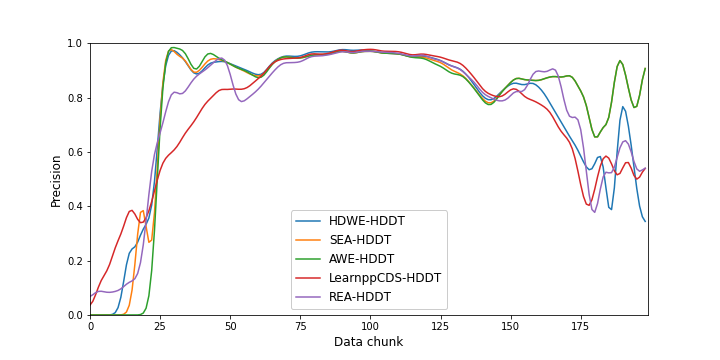 1.0
0.8
0.6
0.4
0.2
0.0
Precision
0 25 50 75 100 125 150 175
Data chunk
HDWE-HDDT
SEA-HDDT
AWE-HDDT
LearnppCDS-HDDT
REA-HDDT